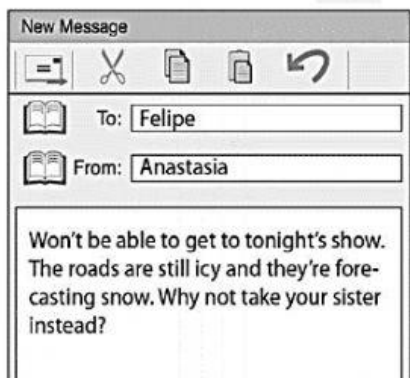 New Message
To: Felipe
From: Anastasia
Won't be able to get to tonight's show.
The roads are still icy and they're fore-
casting snow. Why not take your sister
instead?